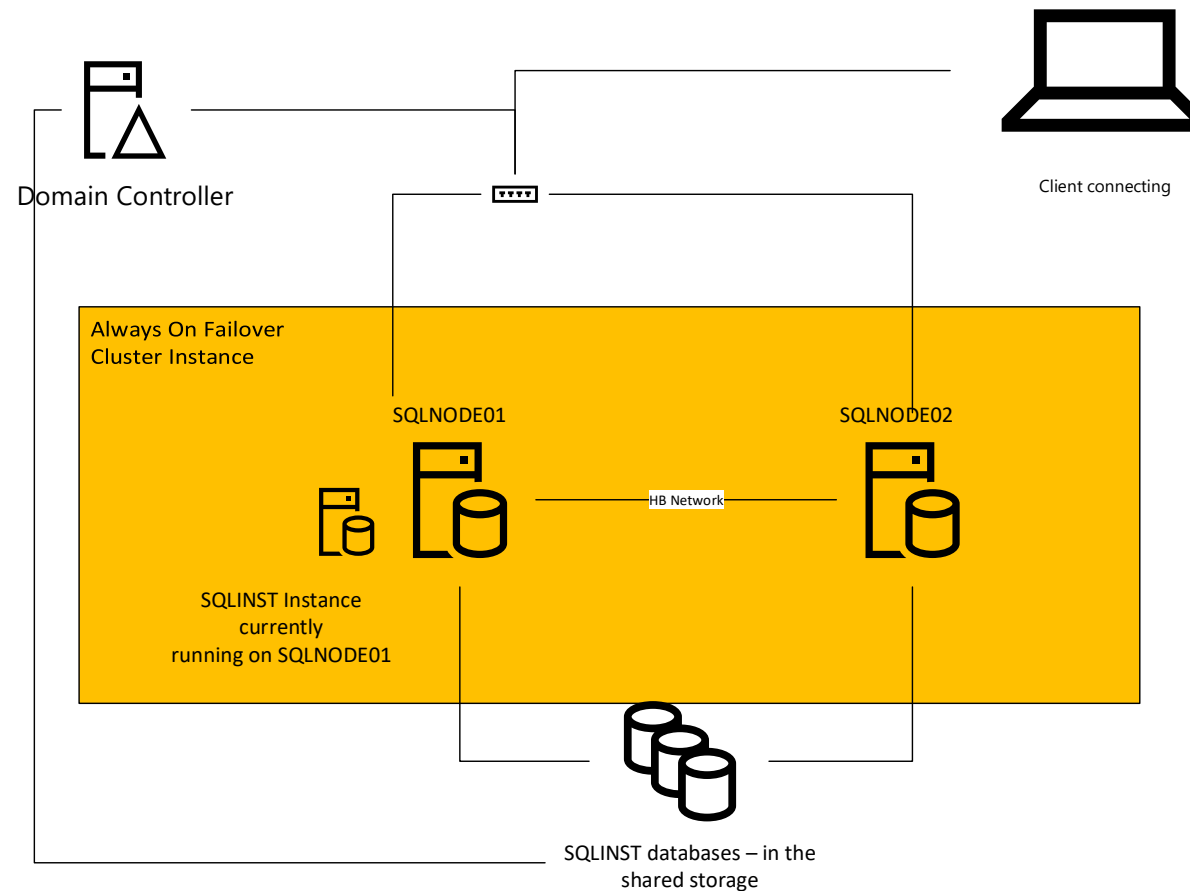 Domain Controller
Client connecting
Always On Failover
Cluster Instance
SQLNODE01
SQLNODE02
HB Network
SQLINST Instance
currently
running on SQLNODE01
SQLINST databases – in the
shared storage